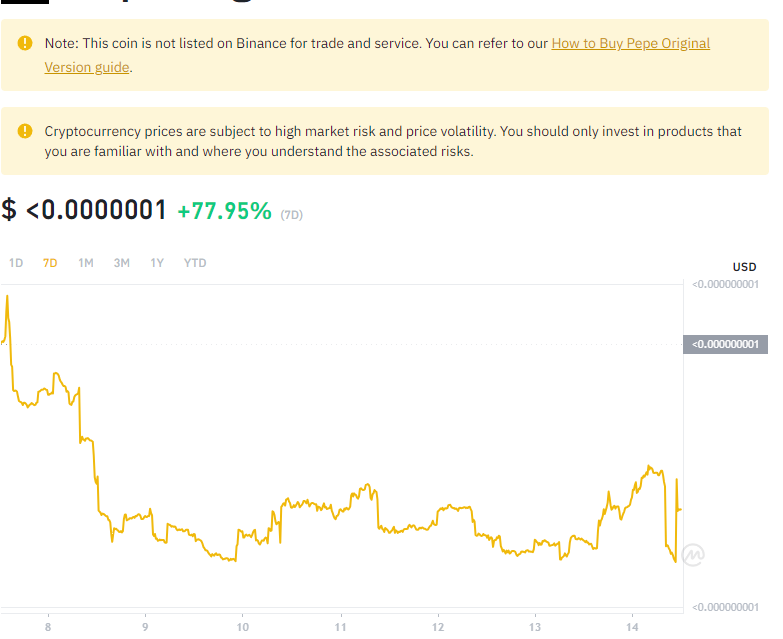 Note: This coin is not listed on Binance for trade and service. You can refer to our How to Buy Pepe Original
Version guide.
Cryptocurrency prices are subject to high market risk and price volatility. You should only invest in products that
you are familiar with and where you understand the associated risks.
$ <0.0000001 +77.95% (7D)
1D 7D 1M 3M 1Y YTD
USD
<0.000000001
<0.000000001
<0.000000001
8 9 10 11 12 13 14